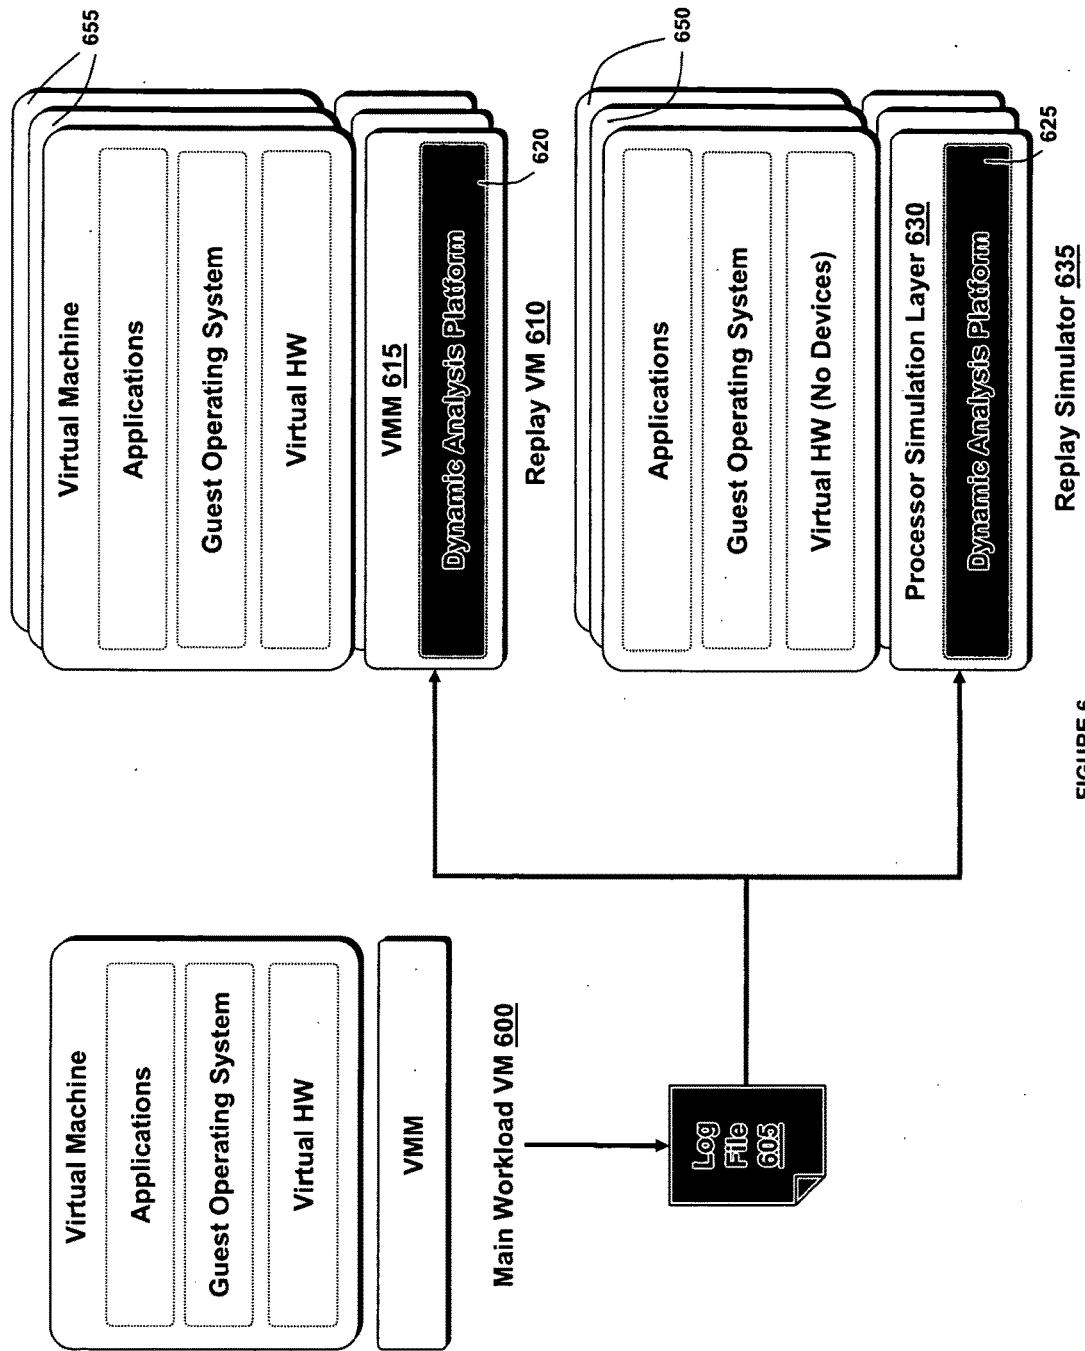 Virtual Machine
Applications
Guest Operating System
Virtual HW
VMM
Main Workload VM 600
Log
File
605
655
Virtual Machine
Applications
Guest Operating System
Virtual HW
VMM 615
Dynamic Analysis Platform
620
Replay VM 610
650
Applications
Guest Operating System
Virtual HW (No Devices)
Processor Simulation Layer 630
Dynamic Analysis Platform
625
Replay Simulator 635
FIGURE 6